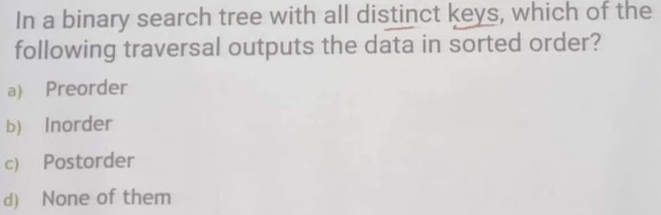 In a binary search tree with all distinct keys, which of the
following traversal outputs the data in sorted order?
a) Preorder
b) Inorder
c) Postorder
d) None of them